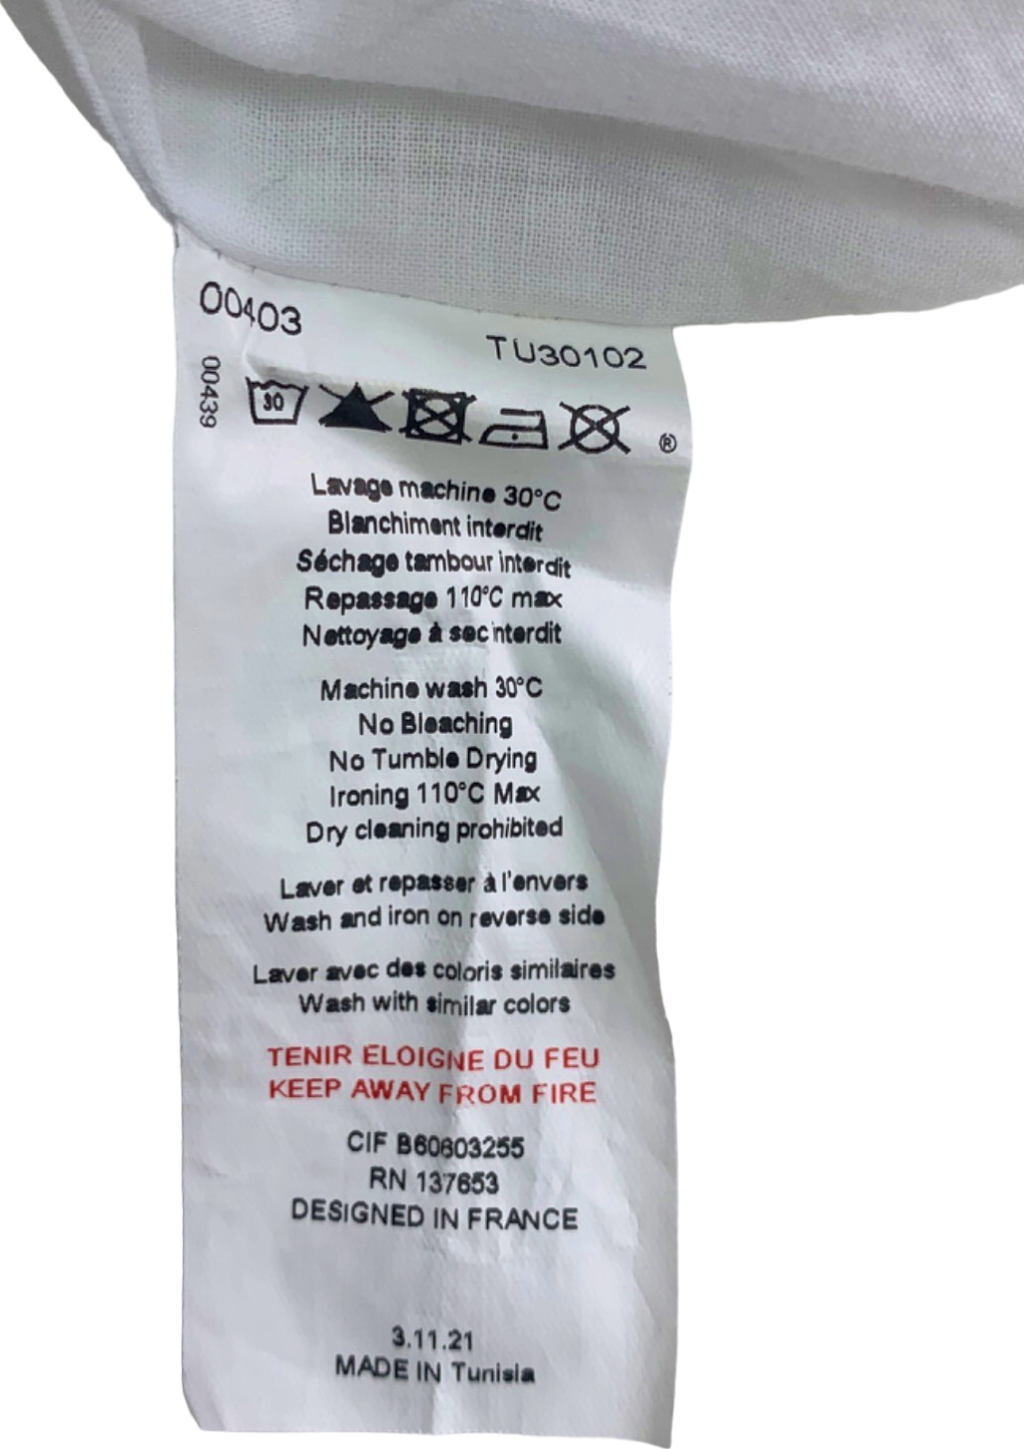 00403
TU30102
00439
30
®
Lavage machine 30°C
Blanchiment interdit
Séchage tambour interdit
Repassage 110°C max
Nettoyage à sec interdit
Machine wash 30°C
No Bleaching
No Tumble Drying
Ironing 110°C Max
Dry cleaning prohibited
Laver et repasser à l'envers
Wash and iron on reverse side
Laver avec des coloris similaires
Wash with similar colors
TENIR ELOIGNE DU FEU
KEEP AWAY FROM FIRE
CIF B60803255
RN 137653
DESIGNED IN FRANCE
3.11.21
MADE IN Tunisia